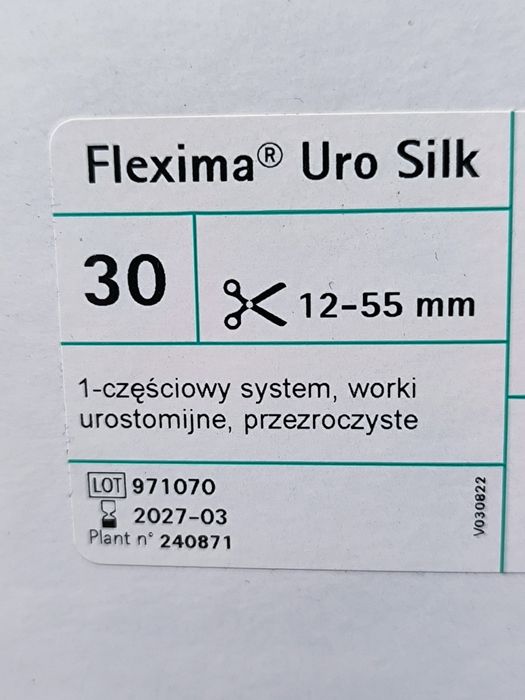 Flexima® Uro Silk
30
12-55 mm
1-częściowy system, worki
urostomijne, przezroczyste
LOT 971070
2027-03
Plant n° 240871
V030822